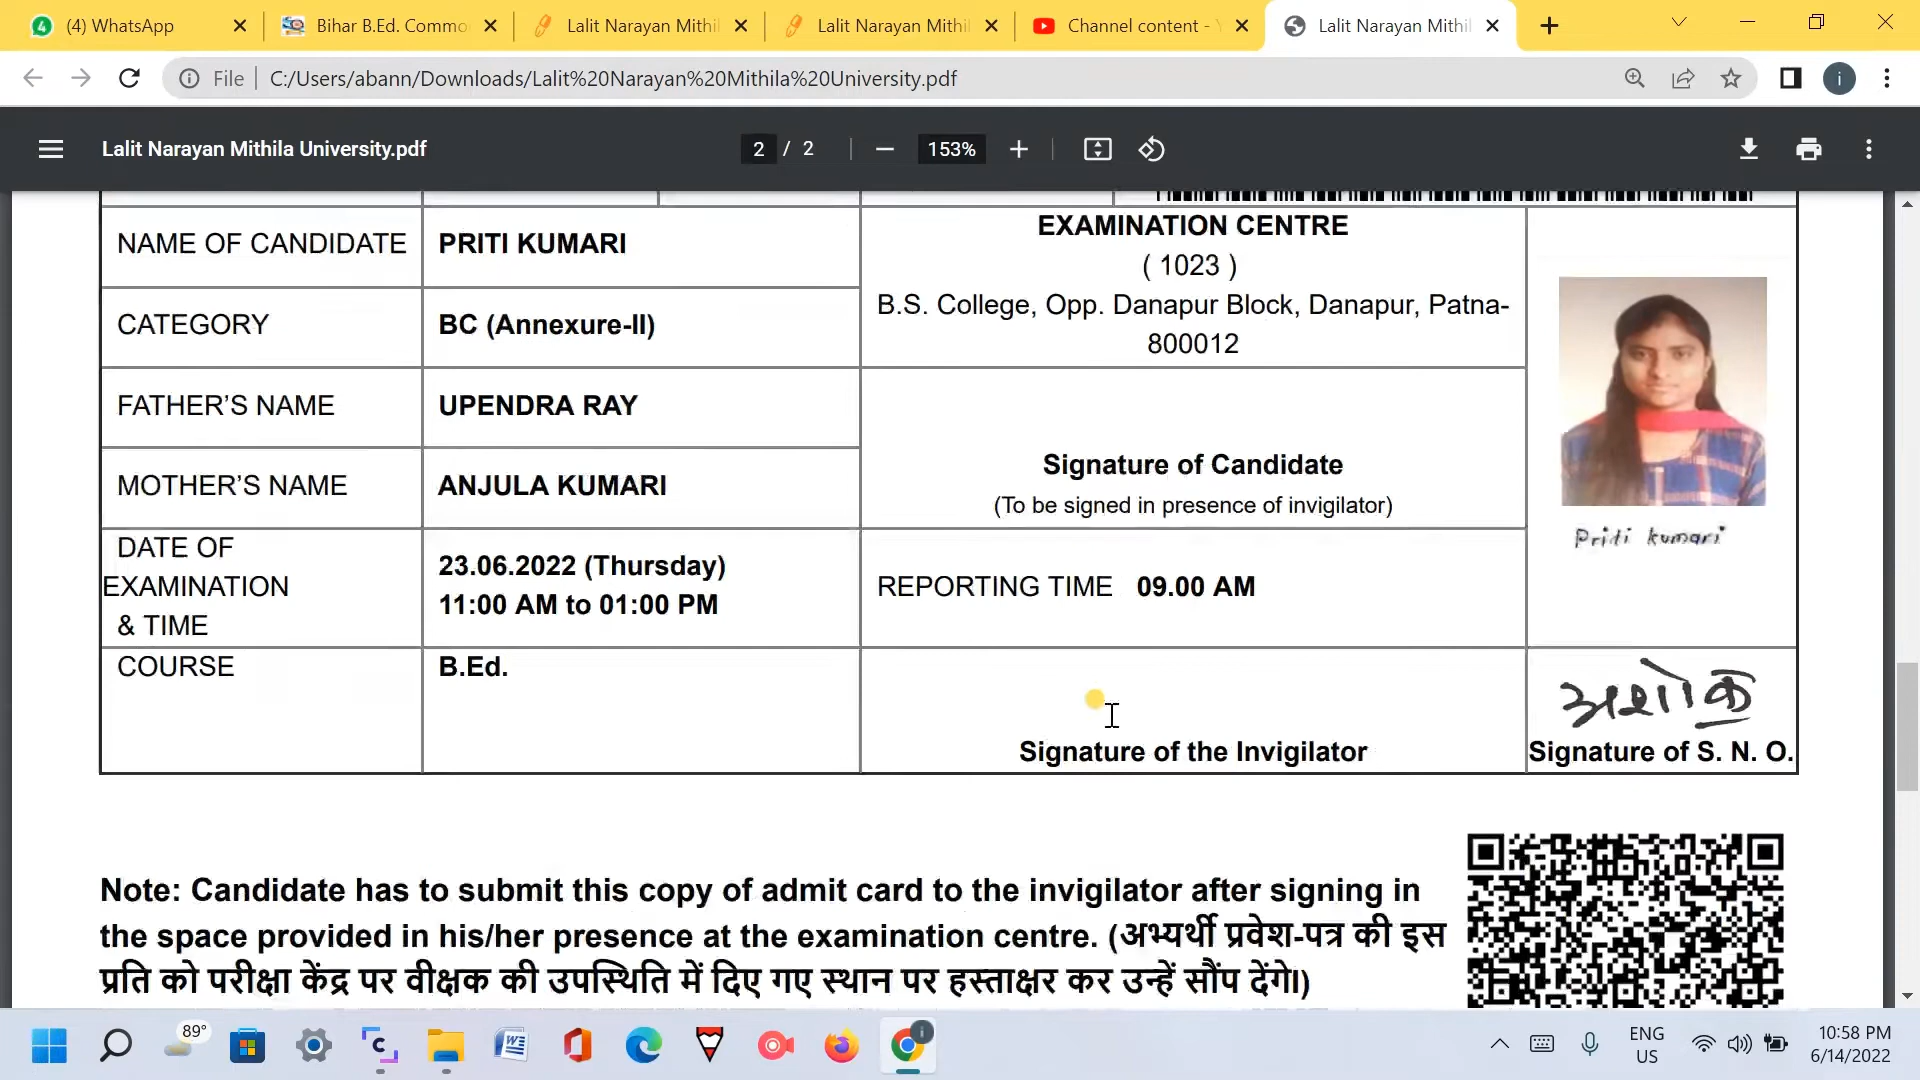 (4) WhatsApp
Bihar B.Ed. Commo
Lalit Narayan Mithil
Lalit Narayan Mithil
Channel content - Y
Lalit Narayan Mithil
File
C:/Users/abann/Downloads/Lalit%20Narayan%20Mithila%20University.pdf
i
Lalit Narayan Mithila University.pdf
2 / 2
153%
NAME OF CANDIDATE
PRITI KUMARI
EXAMINATION CENTRE
( 1023 )
B.S. College, Opp. Danapur Block, Danapur, Patna-
800012
CATEGORY
BC (Annexure-II)
FATHER’S NAME
UPENDRA RAY
Signature of Candidate
(To be signed in presence of invigilator)
MOTHER’S NAME
ANJULA KUMARI
Priti kumari
DATE OF
EXAMINATION
& TIME
23.06.2022 (Thursday)
11:00 AM to 01:00 PM
REPORTING TIME 09.00 AM
COURSE
B.Ed.
Signature of the Invigilator
अशोक
Signature of S. N. O.
Note: Candidate has to submit this copy of admit card to the invigilator after signing in
the space provided in his/her presence at the examination centre. (अभ्यर्थी प्रवेश-पत्र की इस
प्रति को परीक्षा केंद्र पर वीक्षक की उपस्थिति में दिए गए स्थान पर हस्ताक्षर कर उन्हें सौंप देंगे।)
89°
ENG
US
10:58 PM
6/14/2022